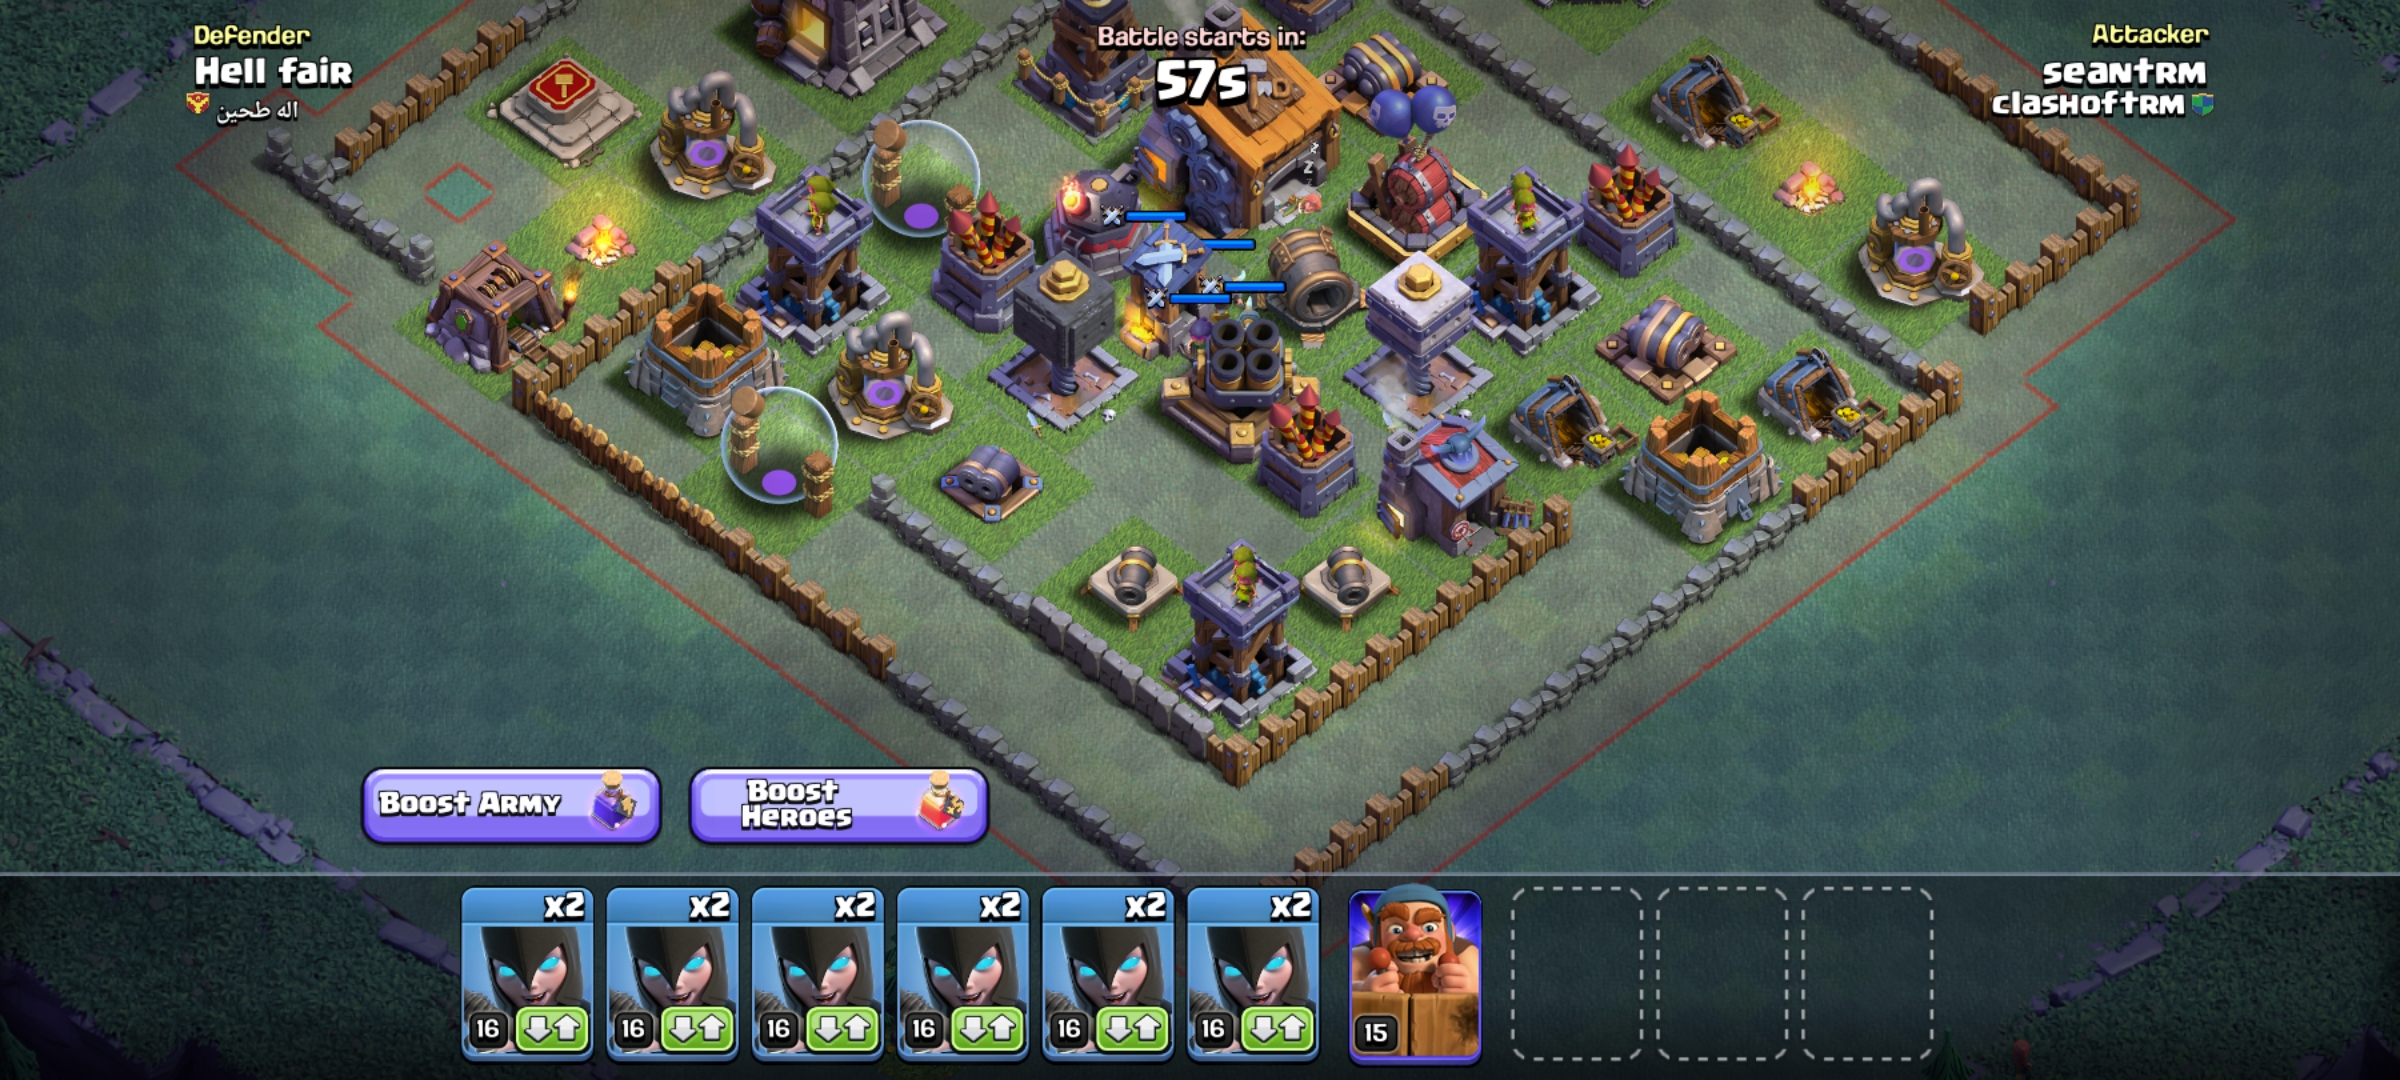 Defender
Hell fair
اله طحين
Battle starts in:
57s
Attacker
seantRM
clashoftRM
z
z
Boost Army
Boost
Heroes
x2
x2
x2
x2
x2
x2
16
16
16
16
16
16
15